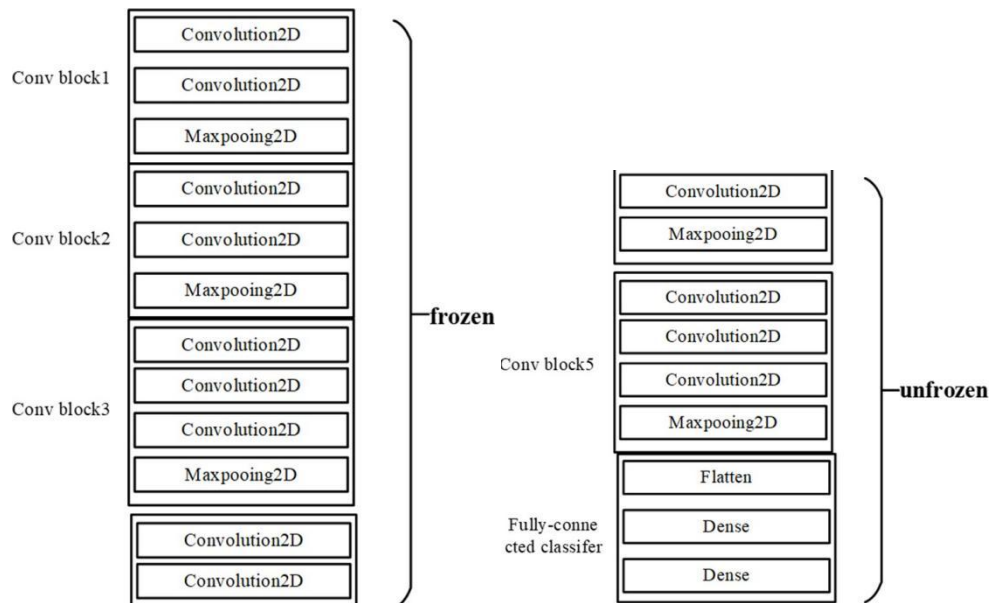 Convolution2D
Conv block1
Convolution2D
Maxpooing2D
Convolution2D
Conv block2
Convolution2D
Maxpooing2D
Convolution2D
Convolution2D
Conv block3
Convolution2D
Maxpooing2D
Convolution2D
Convolution2D
frozen
Convolution2D
Maxpooing2D
Convolution2D
Convolution2D
Conv block5
Convolution2D
Maxpooing2D
Flatten
Fully-conne
cted classifer
Dense
Dense
unfrozen